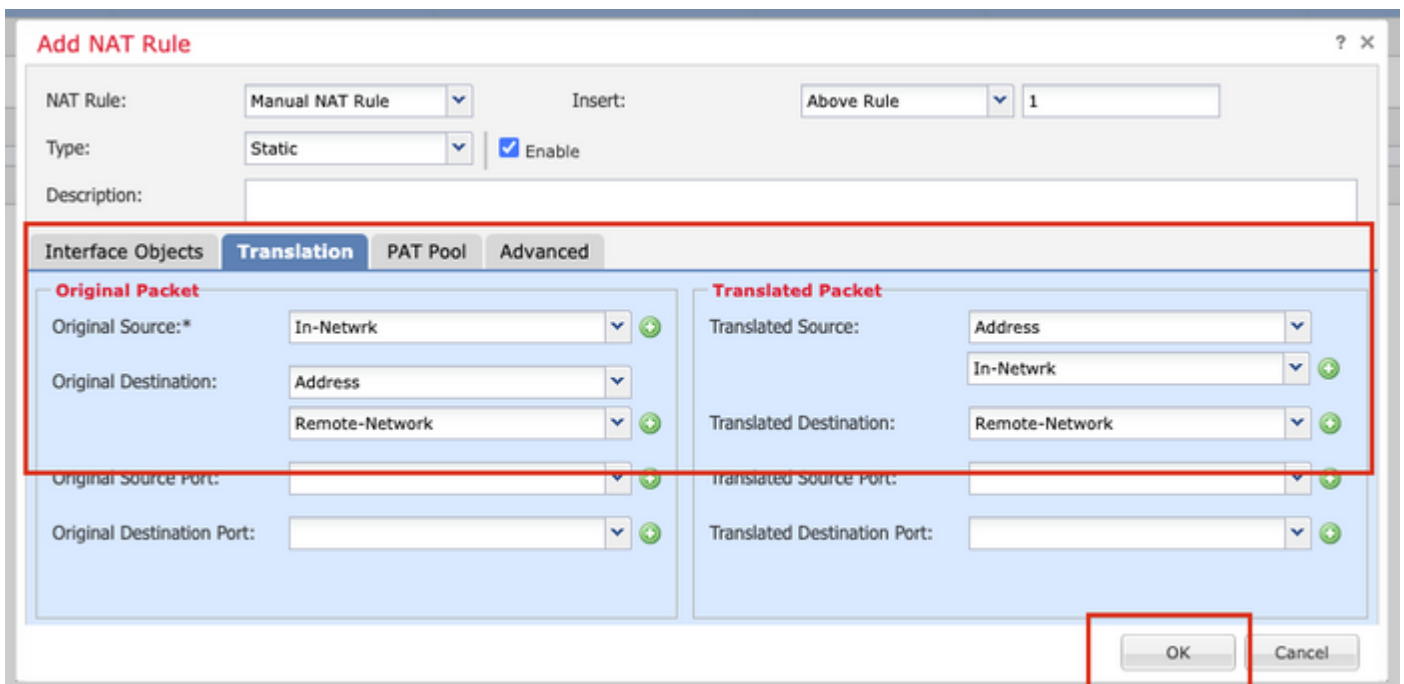 Add NAT Rule
? ×
NAT Rule: Manual NAT Rule Insert: Above Rule 1
Type: Static Enable
Description:
Interface Objects Translation PAT Pool Advanced
Original Packet Translated Packet
Original Source:* In-Netwrk Translated Source: Address
In-Netwrk
Original Destination: Address
Remote-Network Translated Destination: Remote-Network
Original Source Port: Translated Source Port:
Original Destination Port: Translated Destination Port:
OK Cancel